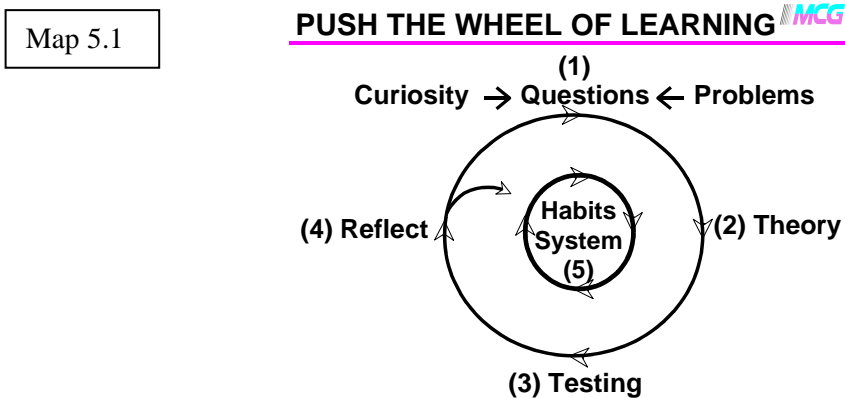 Map 5.1
PUSH THE WHEEL OF LEARNING
MCG
(1)
Curiosity → Questions ← Problems
(4) Reflect
Habits
System
(5)
(2) Theory
(3) Testing